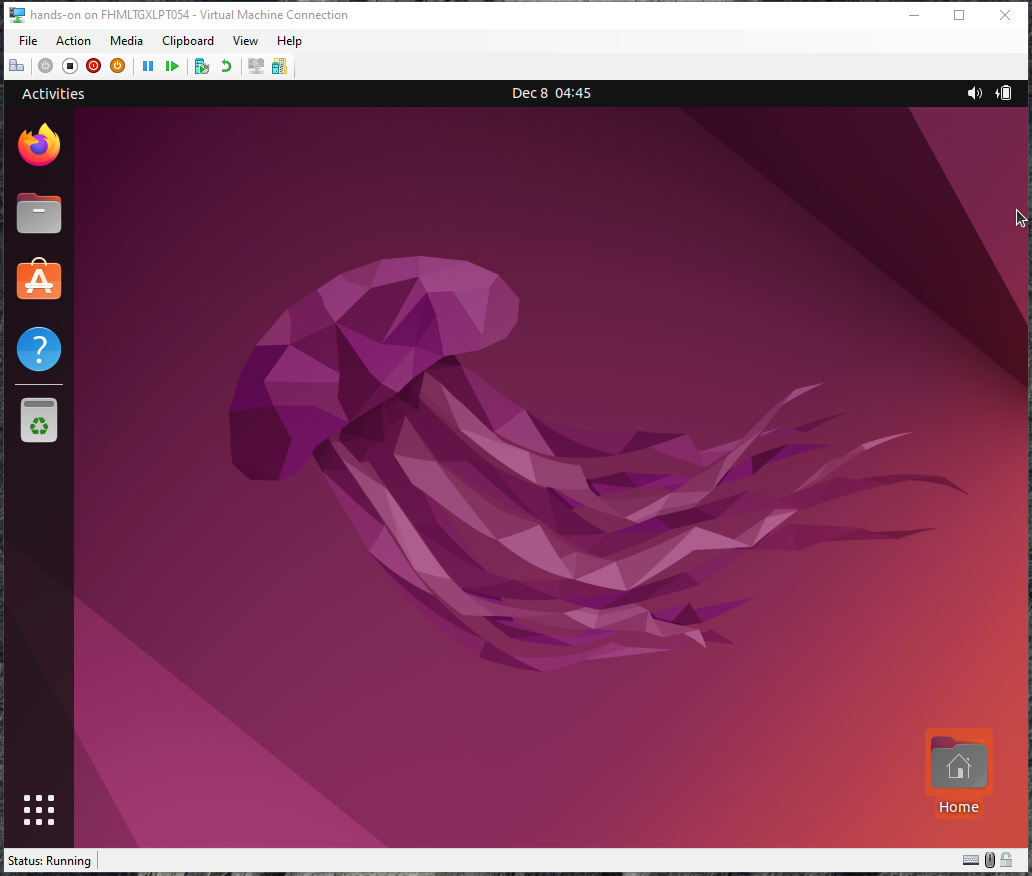 hands-on on FHMLTGXLPT054 - Virtual Machine Connection
File Action Media Clipboard View Help
Activities
Dec 8 04:45
?
Home
Status: Running